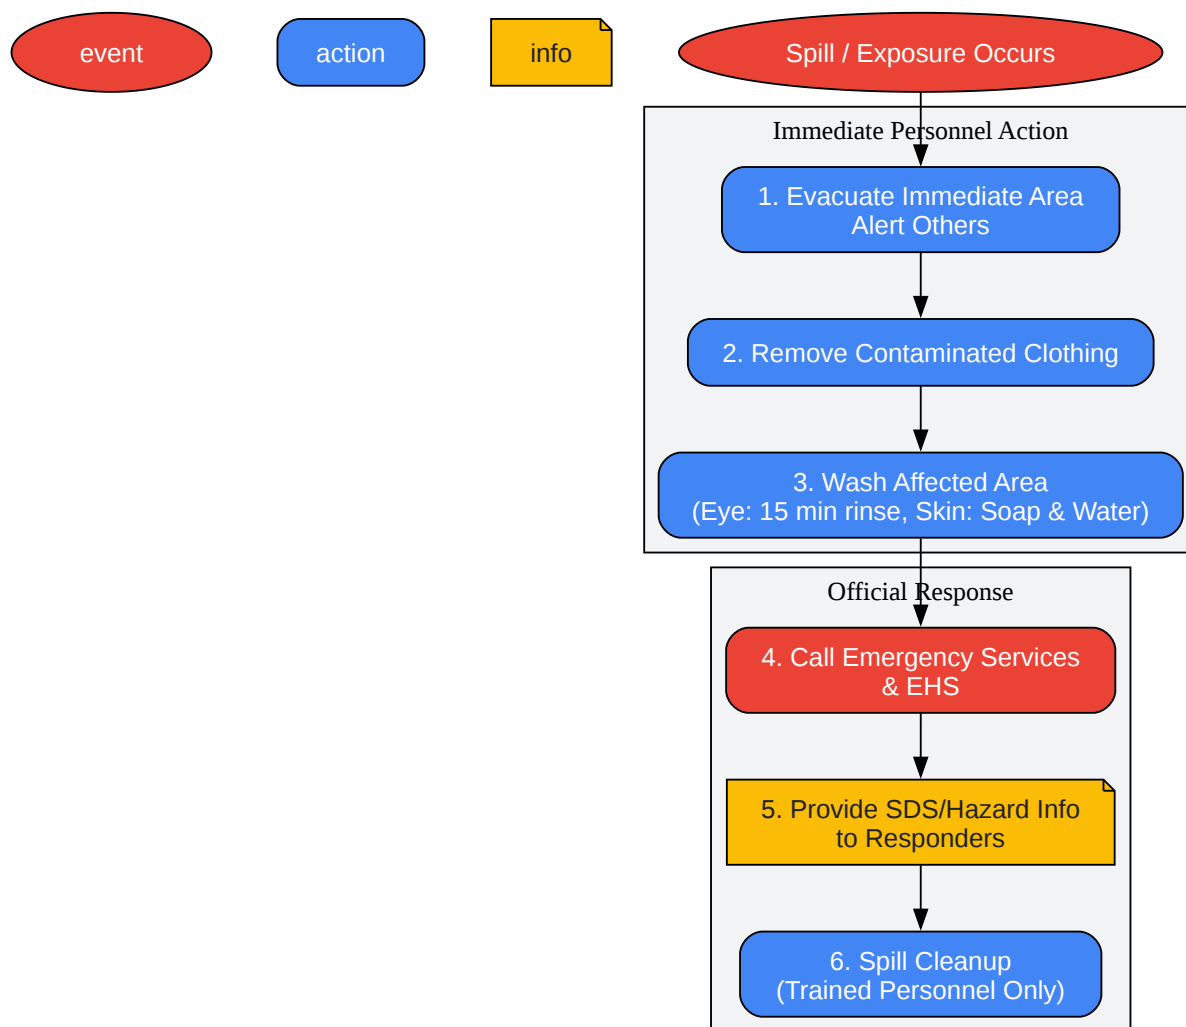 event
action
info
Spill / Exposure Occurs
Immediate Personnel Action
1. Evacuate Immediate Area
Alert Others
2. Remove Contaminated Clothing
3. Wash Affected Area
(Eye: 15 min rinse, Skin: Soap & Water)
Official Response
4. Call Emergency Services
& EHS
5. Provide SDS/Hazard Info
to Responders
6. Spill Cleanup
(Trained Personnel Only)